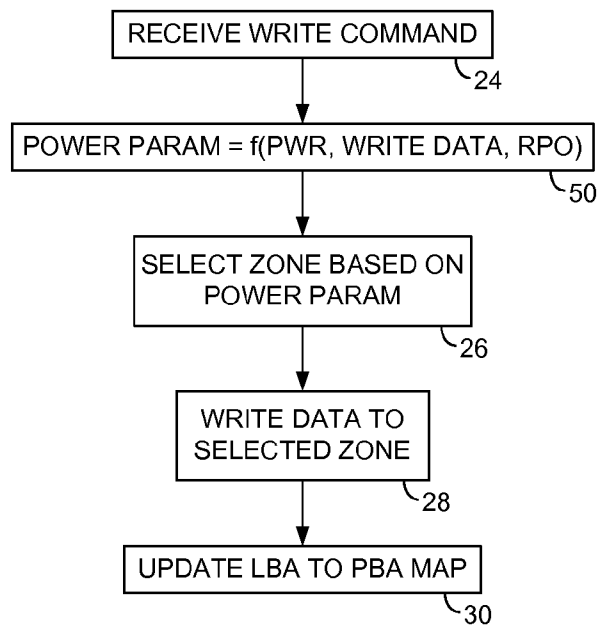 RECEIVE WRITE COMMAND
24
POWER PARAM = f(PWR, WRITE DATA, RPO)
50
SELECT ZONE BASED ON
POWER PARAM
26
WRITE DATA TO
SELECTED ZONE
28
UPDATE LBA TO PBA MAP
30